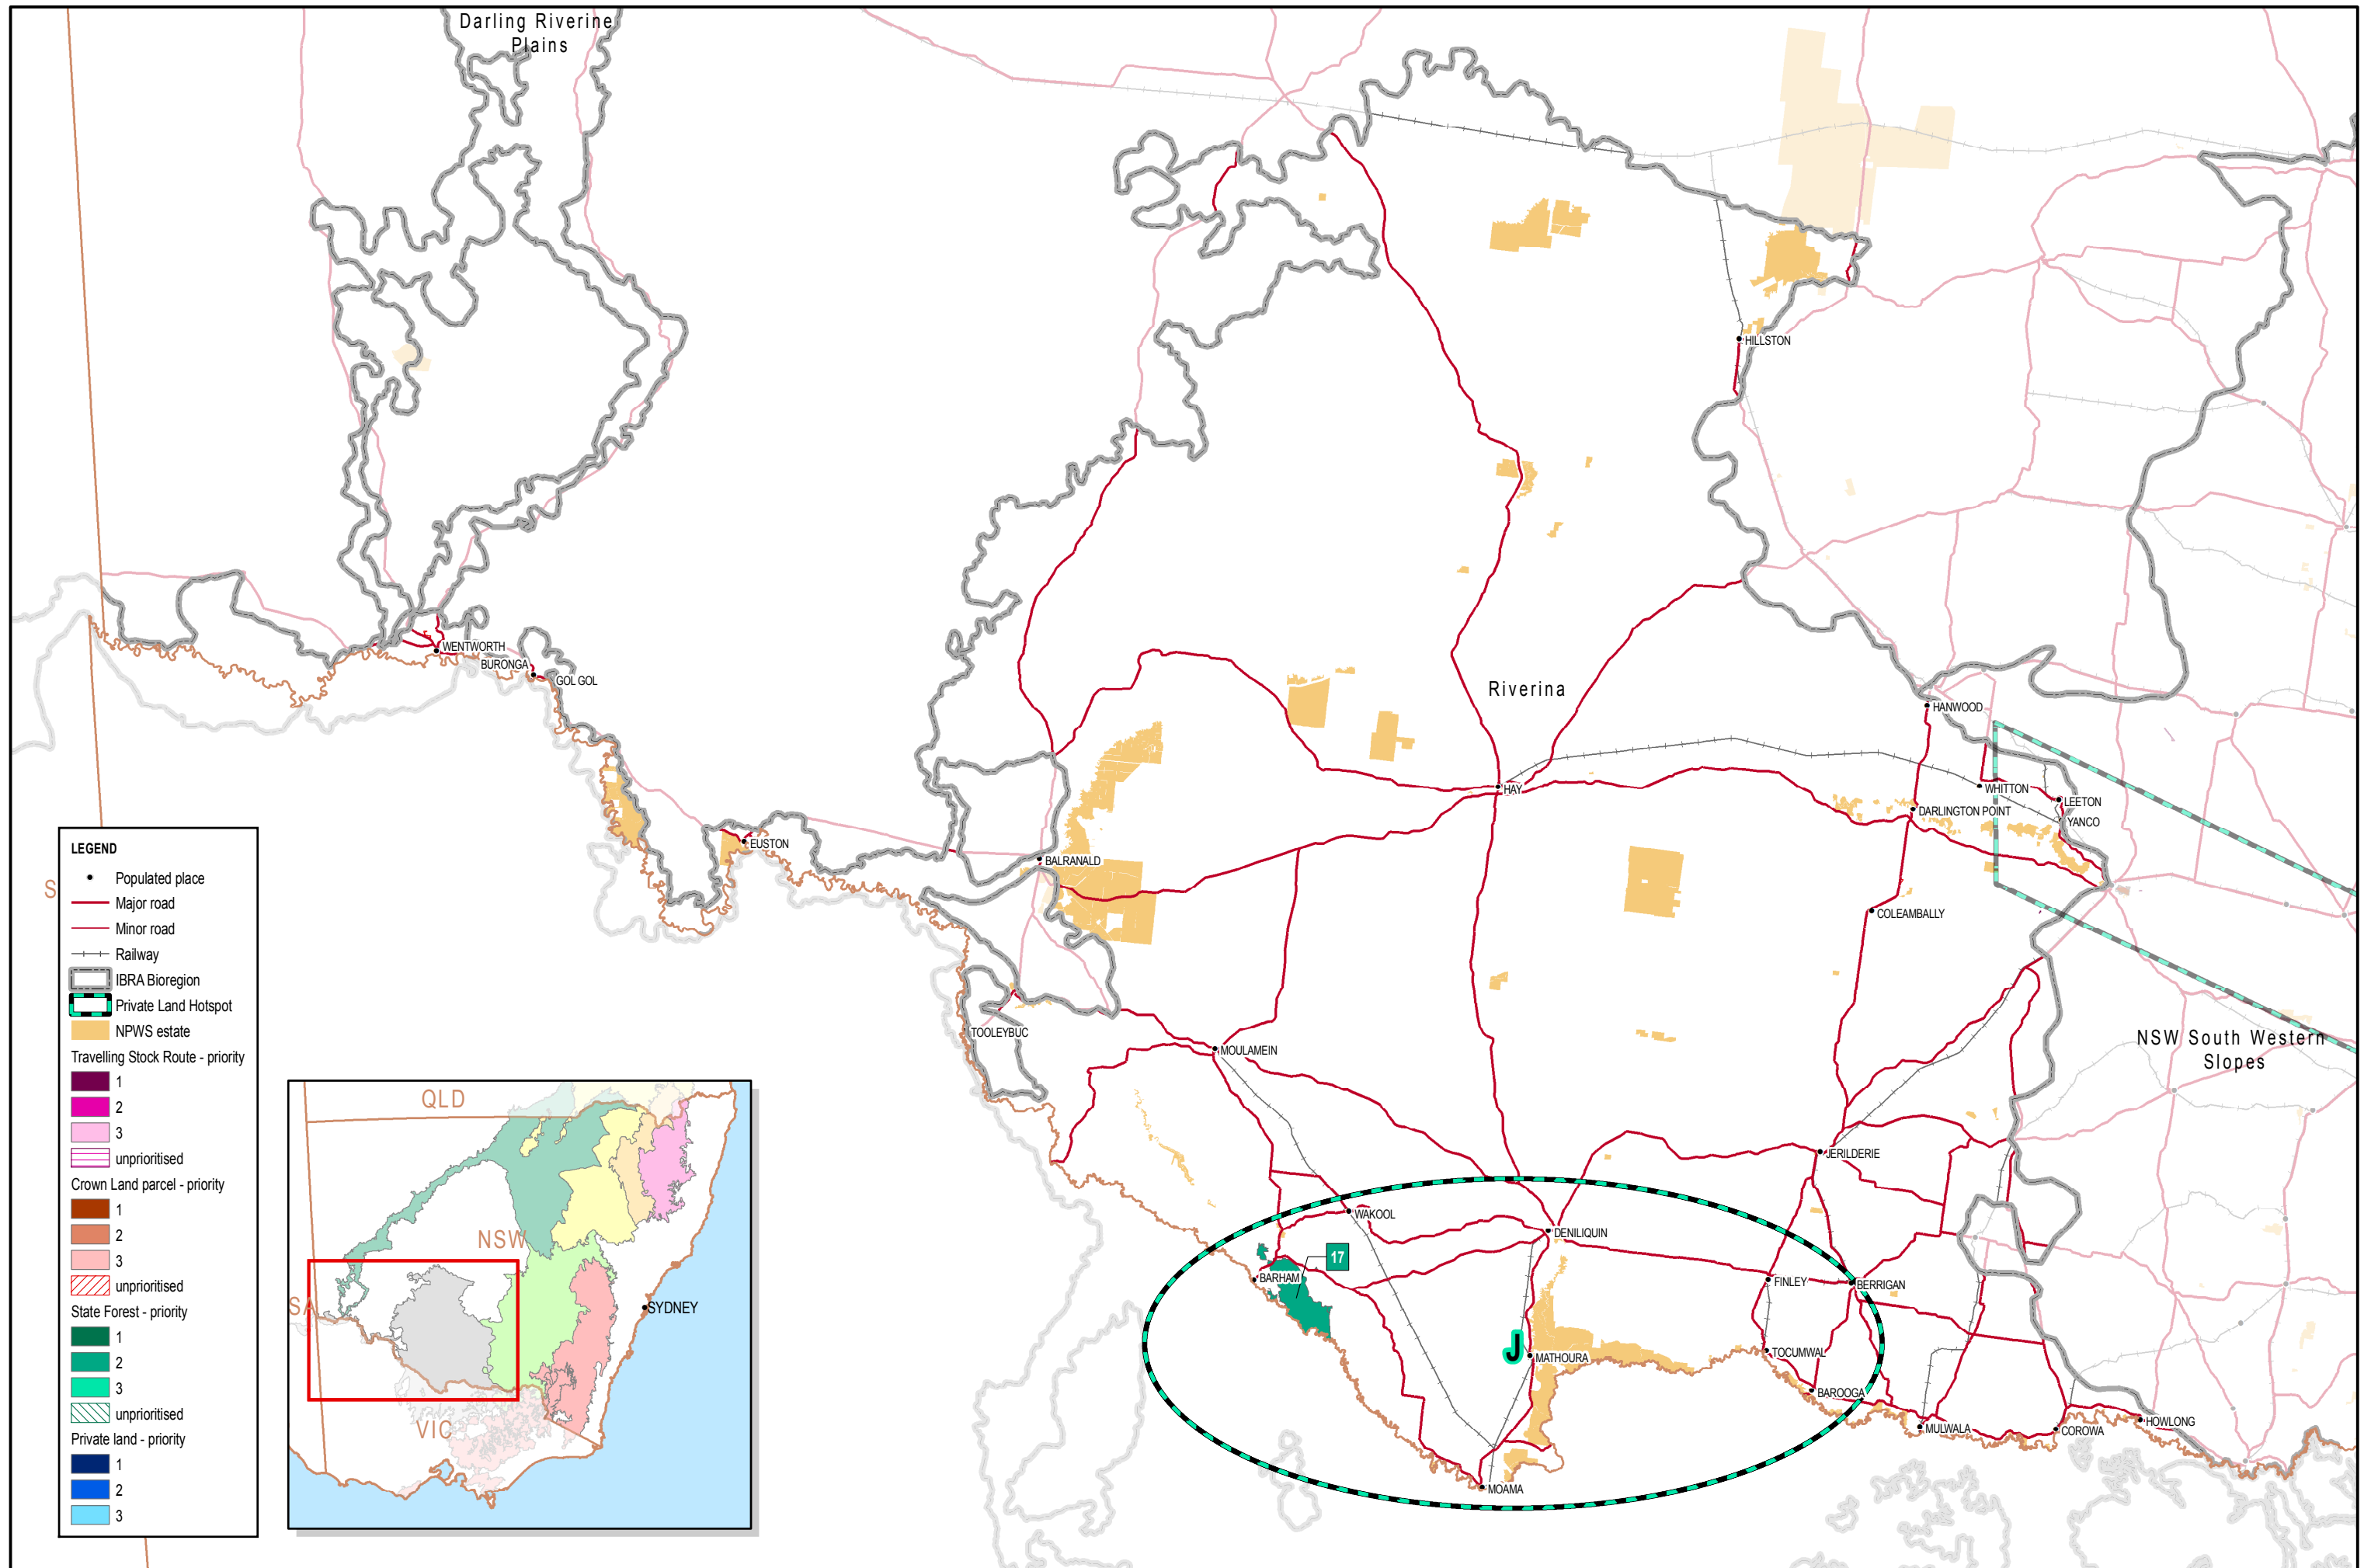 Darling Riverine
Plains
HILLSTON
WENTWORTH
BURONGA
GOL GOL
Riverina
HANWOOD
HAY
WHITTON
LEETON
DARLINGTON POINT
YANCO
EUSTON
BALRANALD
COLEAMBALLY
S
TOOLEYBUC
MOULAMEIN
NSW South Western
Slopes
JERILDERIE
WAKOOL
DENILIQUIN
17
BARHAM
FINLEY
BERRIGAN
J
MATHOURA
TOCUMWAL
BAROOGA
MULWALA
COROWA
HOWLONG
MOAMA
LEGEND
Populated place
Major road
Minor road
Railway
IBRA Bioregion
Private Land Hotspot
NPWS estate
Travelling Stock Route - priority
1
2
3
unprioritised
Crown Land parcel - priority
1
2
3
unprioritised
State Forest - priority
1
2
3
unprioritised
Private land - priority
1
2
3
QLD
NSW
SA
SYDNEY
VIC